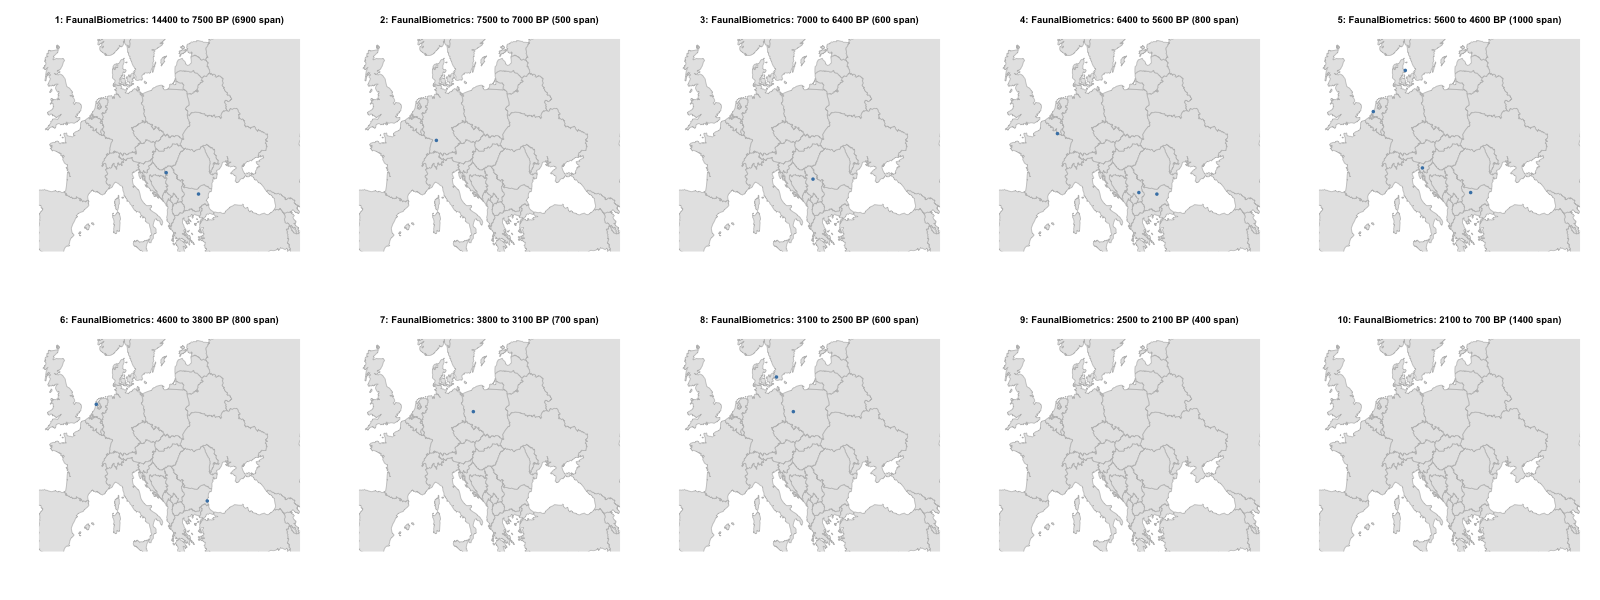 1: FaunalBiometrics: 14400 to 7500 BP (6900 span)
2: FaunalBiometrics: 7500 to 7000 BP (500 span)
3: FaunalBiometrics: 7000 to 6400 BP (600 span)
4: FaunalBiometrics: 6400 to 5600 BP (800 span)
5: FaunalBiometrics: 5600 to 4600 BP (1000 span)
6: FaunalBiometrics: 4600 to 3800 BP (800 span)
7: FaunalBiometrics: 3800 to 3100 BP (700 span)
8: FaunalBiometrics: 3100 to 2500 BP (600 span)
9: FaunalBiometrics: 2500 to 2100 BP (400 span)
10: FaunalBiometrics: 2100 to 700 BP (1400 span)